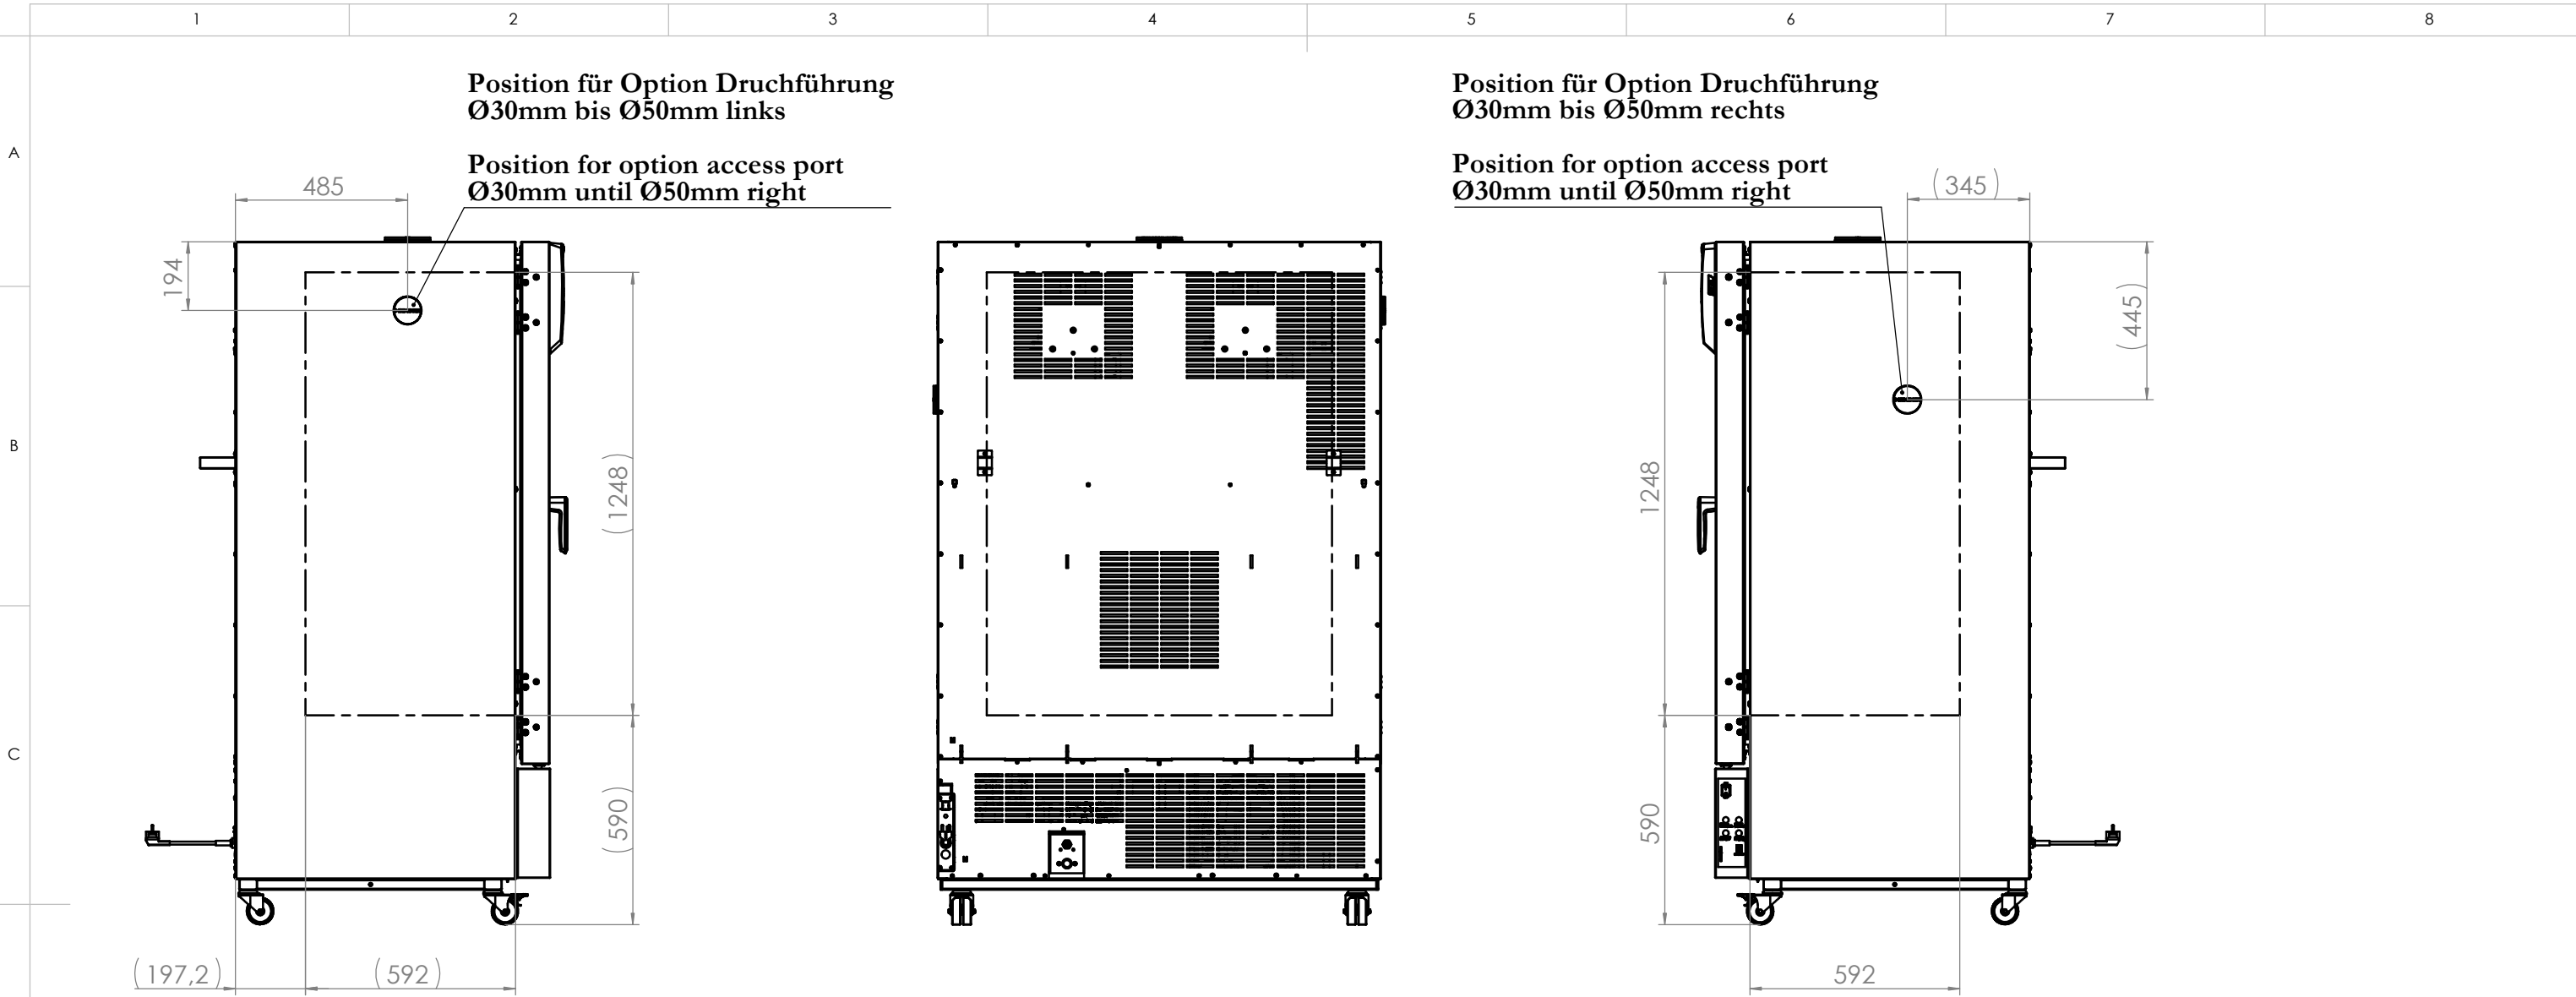 1 2 3 4 5 6 7 8
Position für Option Druchführung
Ø30mm bis Ø50mm links
Position for option access port
Ø30mm until Ø50mm right
Position für Option Druchführung
Ø30mm bis Ø50mm rechts
Position for option access port
Ø30mm until Ø50mm right
A
485
(345)
194
(445)
B
(1248)
1248
C
(590)
590
(197,2)
(592)
592